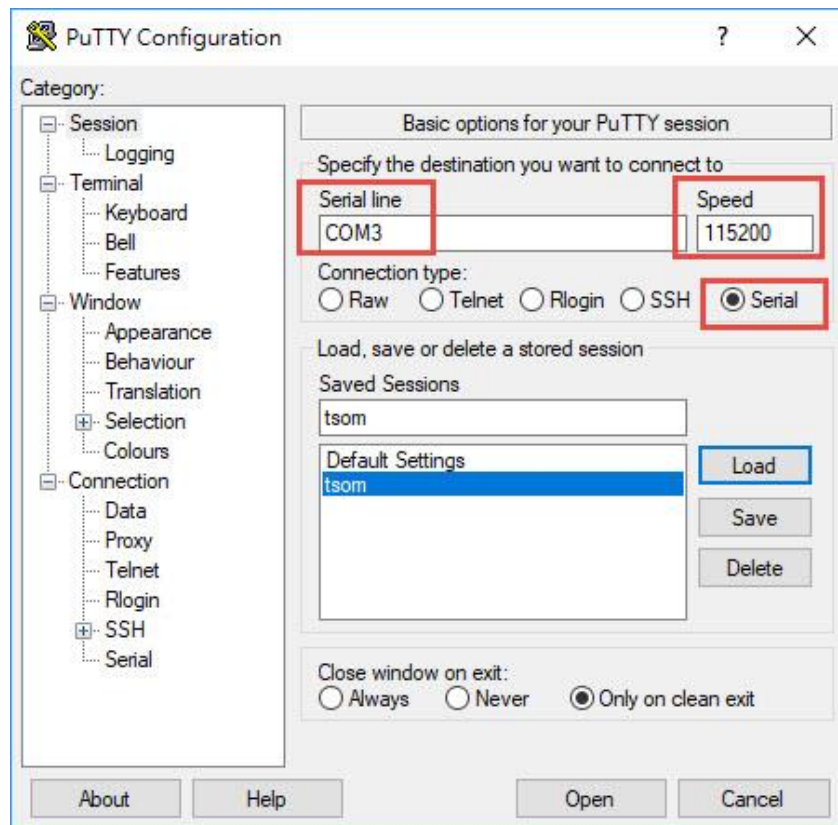 PuTTY Configuration
?
Category:
Session
Logging
Terminal
Keyboard
Bell
Features
Window
Appearance
Behaviour
Translation
Selection
Colours
Connection
Data
Proxy
Telnet
Rlogin
SSH
Serial
Basic options for your PuTTY session
Specify the destination you want to connect to
Serial line Speed
COM3 115200
Connection type:
Raw Telnet Rlogin SSH Serial
Load, save or delete a stored session
Saved Sessions
tsom
Default Settings
tsom
Load
Save
Delete
Close window on exit:
Always Never Only on clean exit
About Help Open Cancel